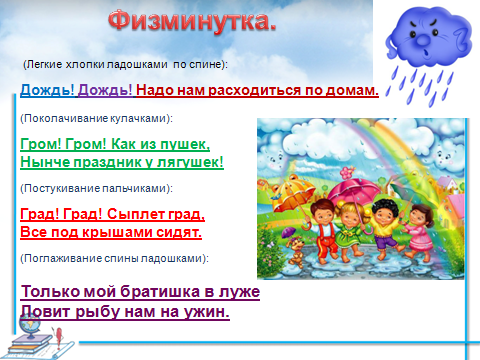 Физминутка.
(Легкие хлопки ладошками по спине):
Дождь! Дождь! Надо нам расходиться по домам.
(Поколачивание кулачками):
Гром! Гром! Как из пушек,
Нынче праздник у лягушек!
(Постукивание пальчиками):
Град! Град! Сыплет град,
Все под крышами сидят.
(Поглаживание спины ладошками):
Только мой братишка в луже
Ловит рыбу нам на ужин.